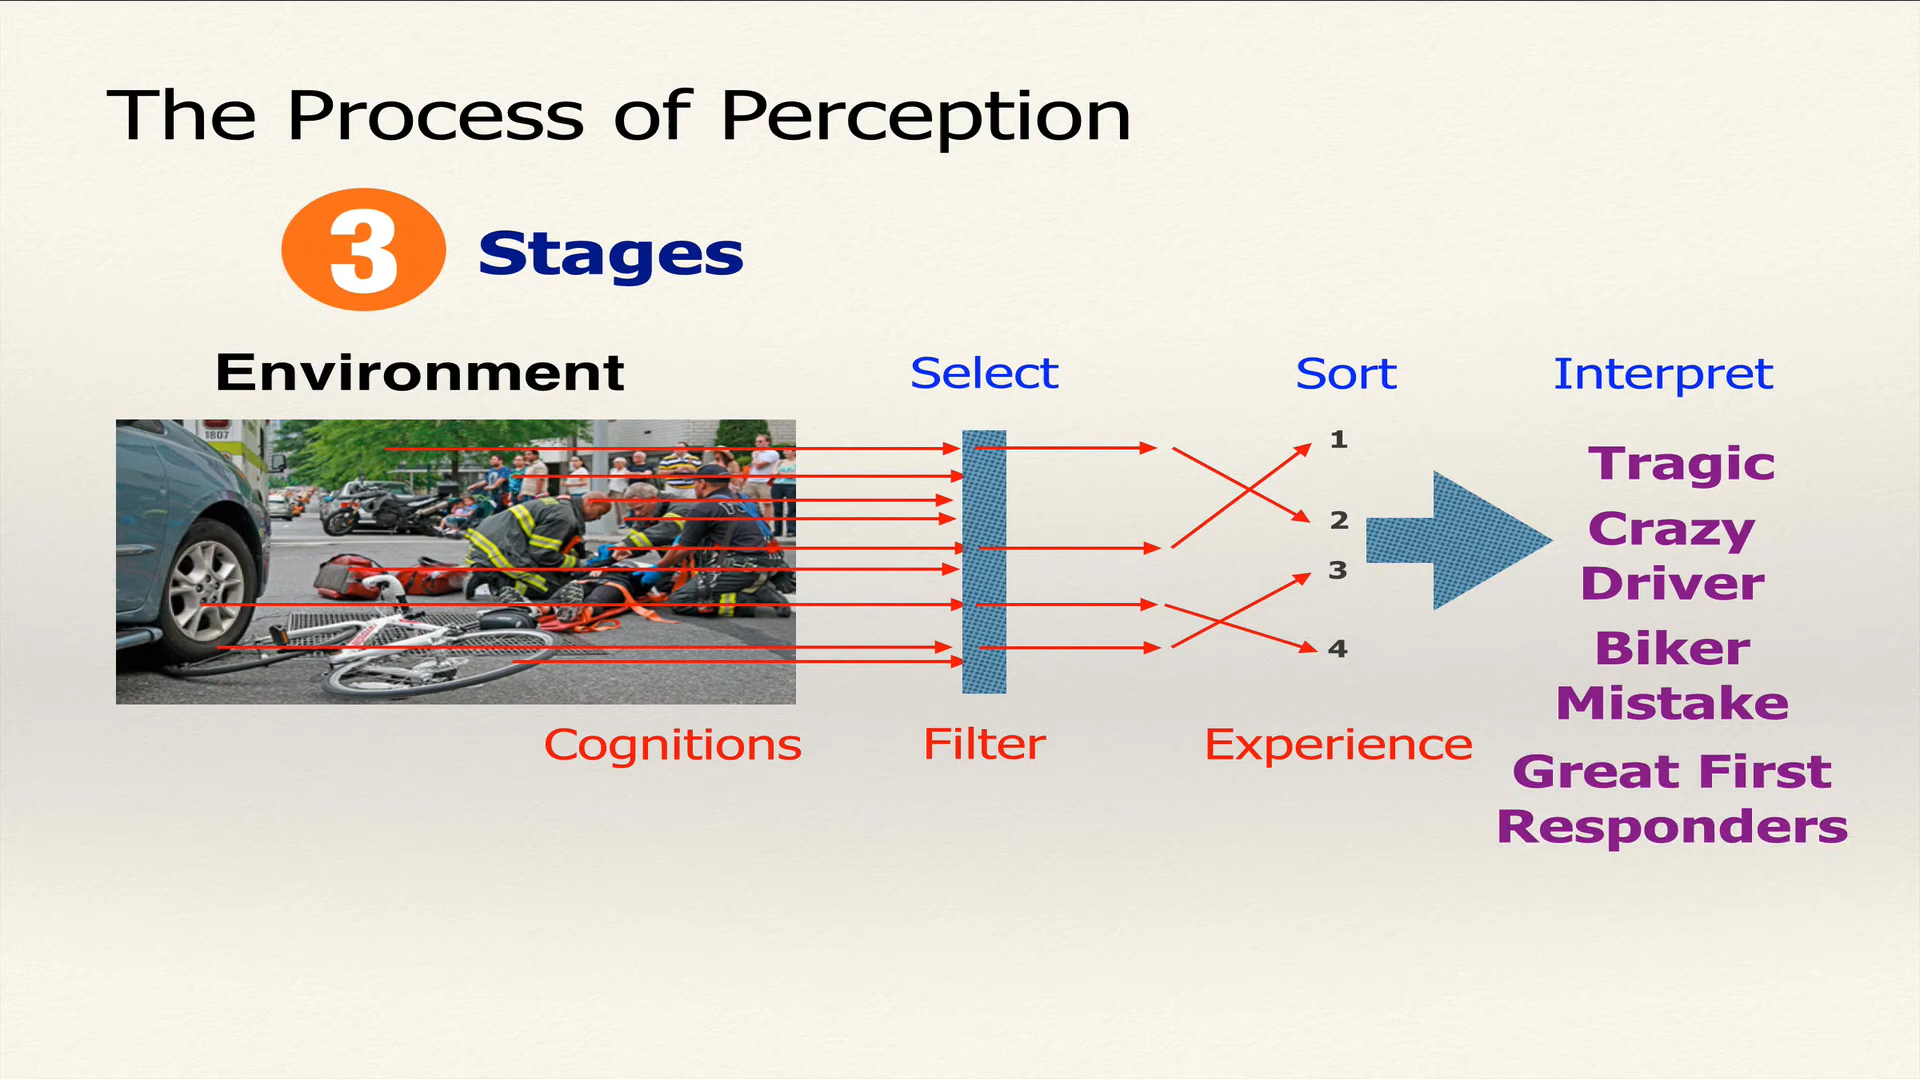 The Process of Perception
3 Stages
Environment
Select
Sort
Interpret
1807
1
2
3
4
Tragic
Crazy
Driver
Biker
Mistake
Great First
Responders
Cognitions
Filter
Experience